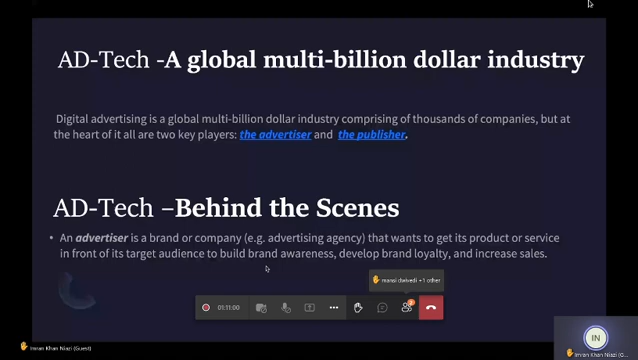 AD-Tech -A global multi-billion dollar industry
Digital advertising is a global multi-billion dollar industry comprising of thousands of companies, but at
the heart of it all are two key players: the advertiser and the publisher.
AD-Tech –Behind the Scenes
• An advertiser is a brand or company (e.g. advertising agency) that wants to get its product or service
in front of its target audience to build brand awareness, develop brand loyalty, and increase sales.
mansi dwivedi +1 other
01:11:00
IN
Imran Khan Niazi (Guest)
Imran Khan Niazi (G...